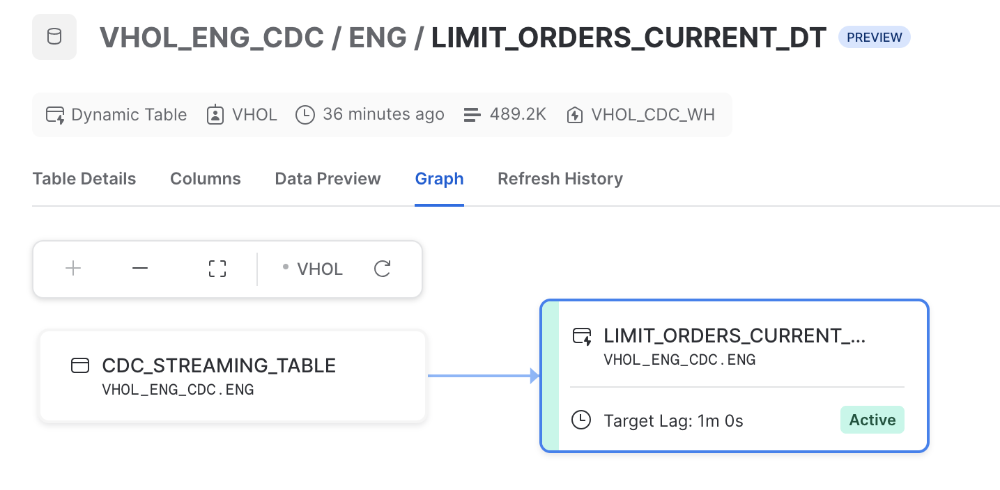 VHOL_ENG_CDC / ENG / LIMIT_ORDERS_CURRENT_DT PREVIEW
Dynamic Table VHOL 36 minutes ago 489.2K VHOL_CDC_WH
Table Details Columns Data Preview Graph Refresh History
VHOL
CDC_STREAMING_TABLE
VHOL_ENG_CDC.ENG
LIMIT_ORDERS_CURRENT_...
VHOL_ENG_CDC.ENG
Target Lag: 1m 0s Active